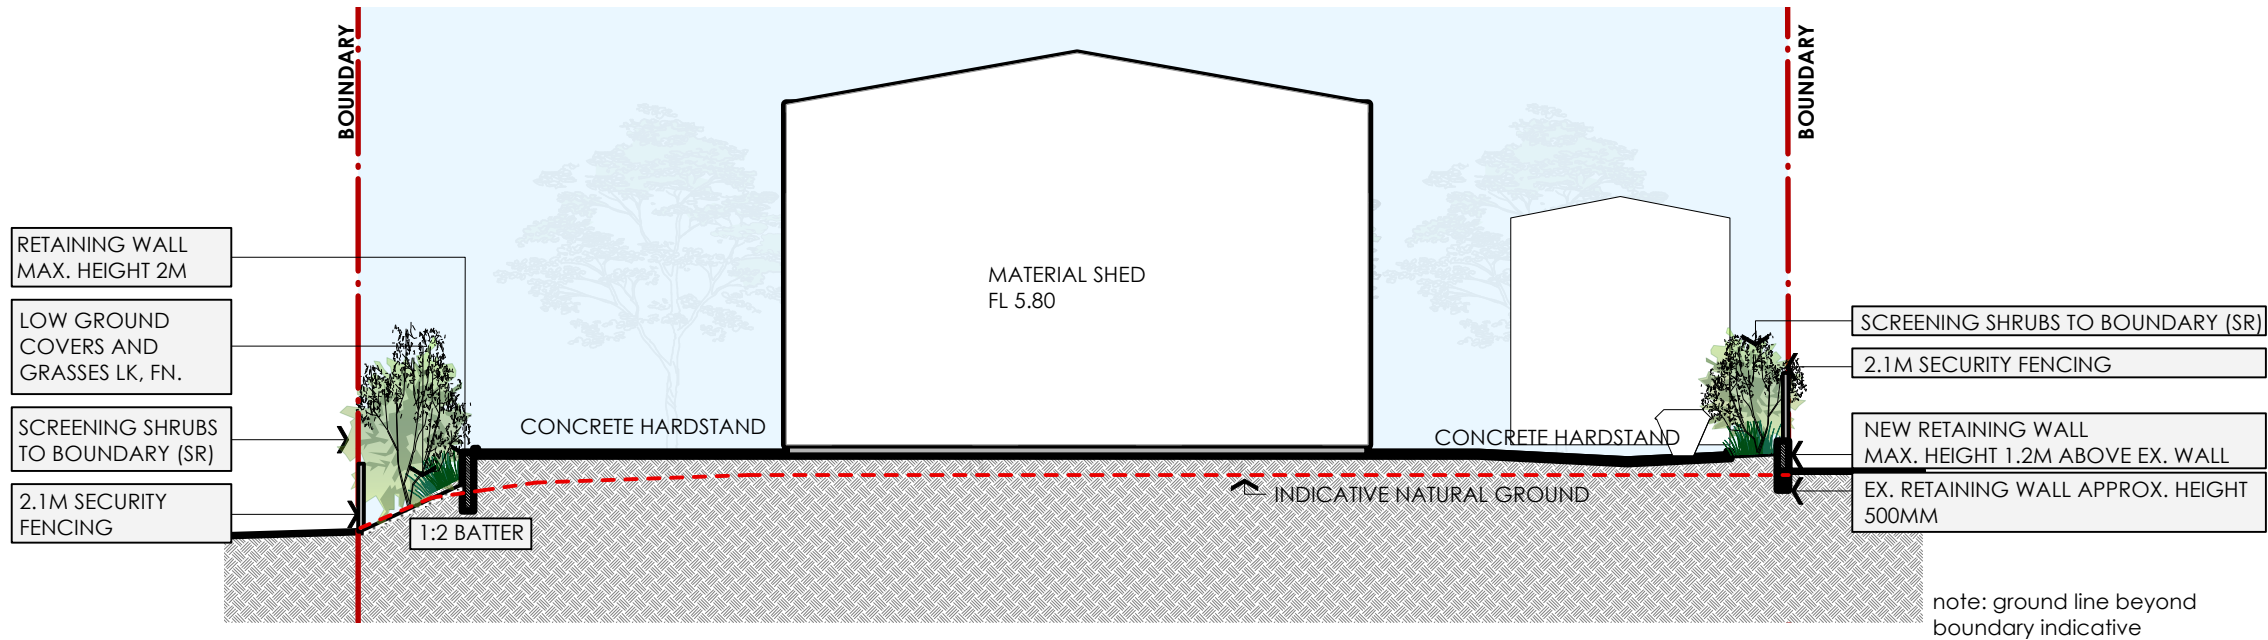 BOUNDARY
BOUNDARY
RETAINING WALL
MAX. HEIGHT 2M
LOW GROUND
COVERS AND
GRASSES LK, FN.
SCREENING SHRUBS
TO BOUNDARY (SR)
2.1M SECURITY
FENCING
1:2 BATTER
CONCRETE HARDSTAND
MATERIAL SHED
FL 5.80
CONCRETE HARDSTAND
INDICATIVE NATURAL GROUND
SCREENING SHRUBS TO BOUNDARY (SR)
2.1M SECURITY FENCING
NEW RETAINING WALL
MAX. HEIGHT 1.2M ABOVE EX. WALL
EX. RETAINING WALL APPROX. HEIGHT
500MM
note: ground line beyond
boundary indicative